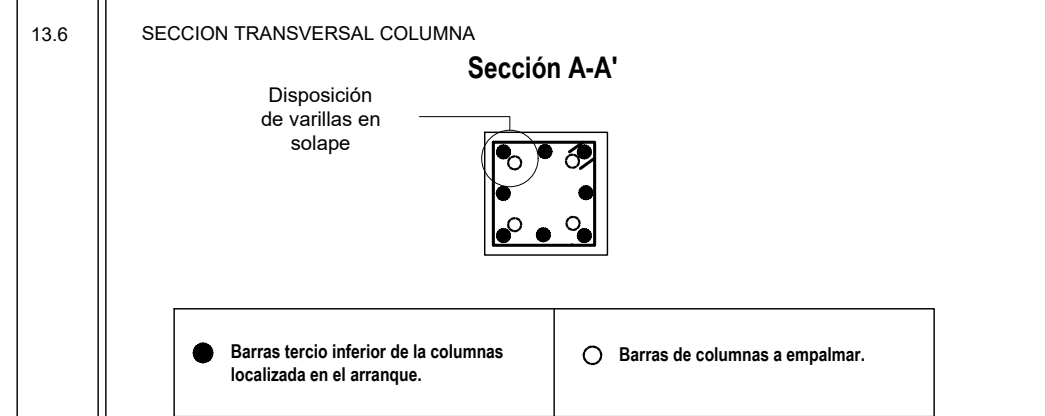 13.6
SECCION TRANSVERSAL COLUMNA
Sección A-A'
Disposición
de varillas en
solape
Barras tercio inferior de la columnas
localizada en el arranque.
Barras de columnas a empalmar.